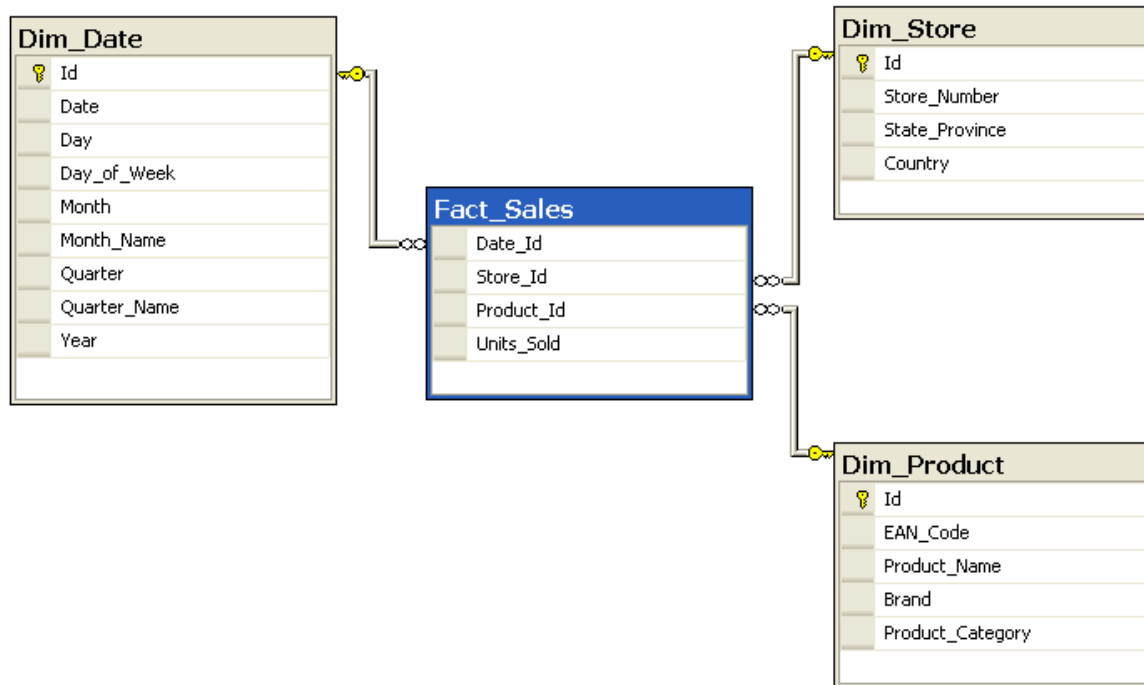 Dim_Date
Id
Date
Day
Day_of_Week
Month
Month_Name
Quarter
Quarter_Name
Year
Fact_Sales
Date_Id
Store_Id
Product_Id
Units_Sold
Dim_Store
Id
Store_Number
State_Province
Country
Dim_Product
Id
EAN_Code
Product_Name
Brand
Product_Category